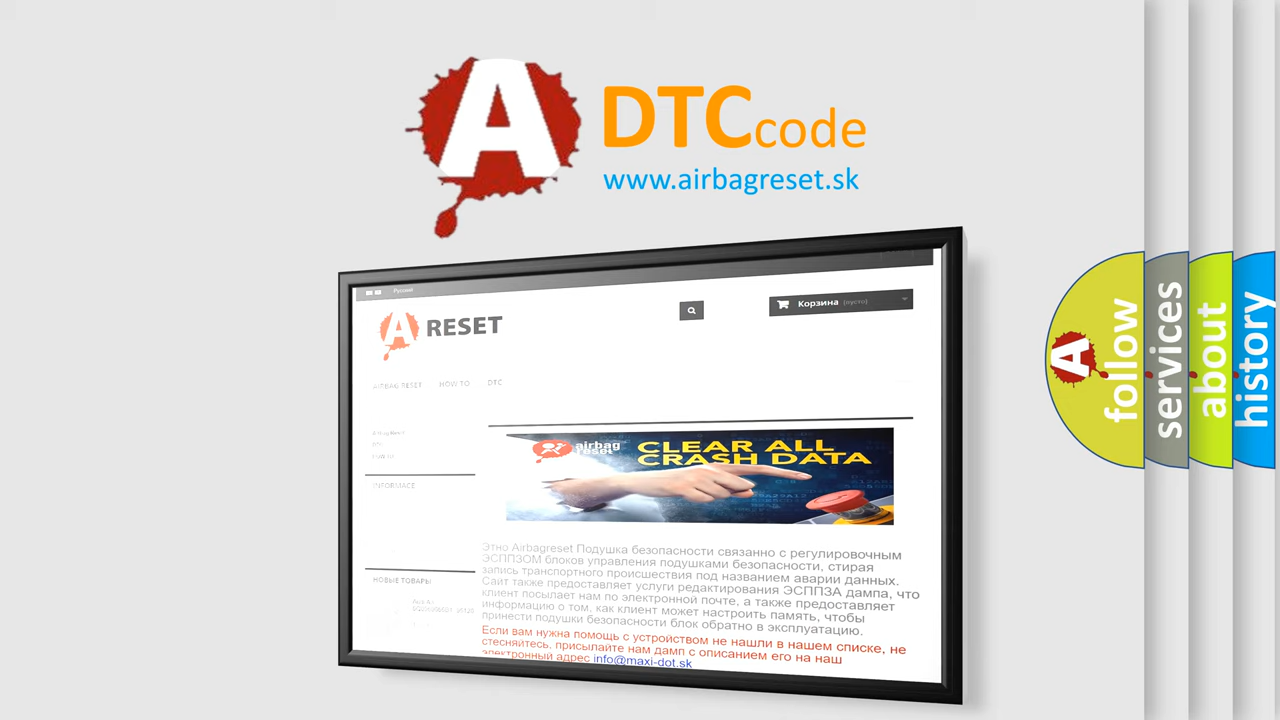 A
DTC code
www.airbagreset.sk
Русский
A RESET
Корзина (пусто)
AIRBAG RESET HOW TO DTC
DTC
INFORMACE
airbag
reset
CLEAR ALL
CRASH DATA
Этно Airbagreset Подушка безопасности связанно с регулировочным
ЭСППЗОМ блоков управления подушками безопасности, стирая
запись транспортного происшествия под названием аварии данных.
Сайт также предоставляет услуги редактирования ЭСППЗА дампа, что
клиент посылает нам по электронной почте, а также предоставляет
информацию о том, как клиент может настроить память, чтобы
принести подушки безопасности блок обратно в эксплуатацию.
Если вам нужна помощь с устройством не нашли в нашем списке, не
стесняйтесь, присылайте нам дамп с описанием его на наш
электронный адрес info@maxi-dot.sk
НОВЫЕ ТОВАРЫ
A
follow
services
about
history